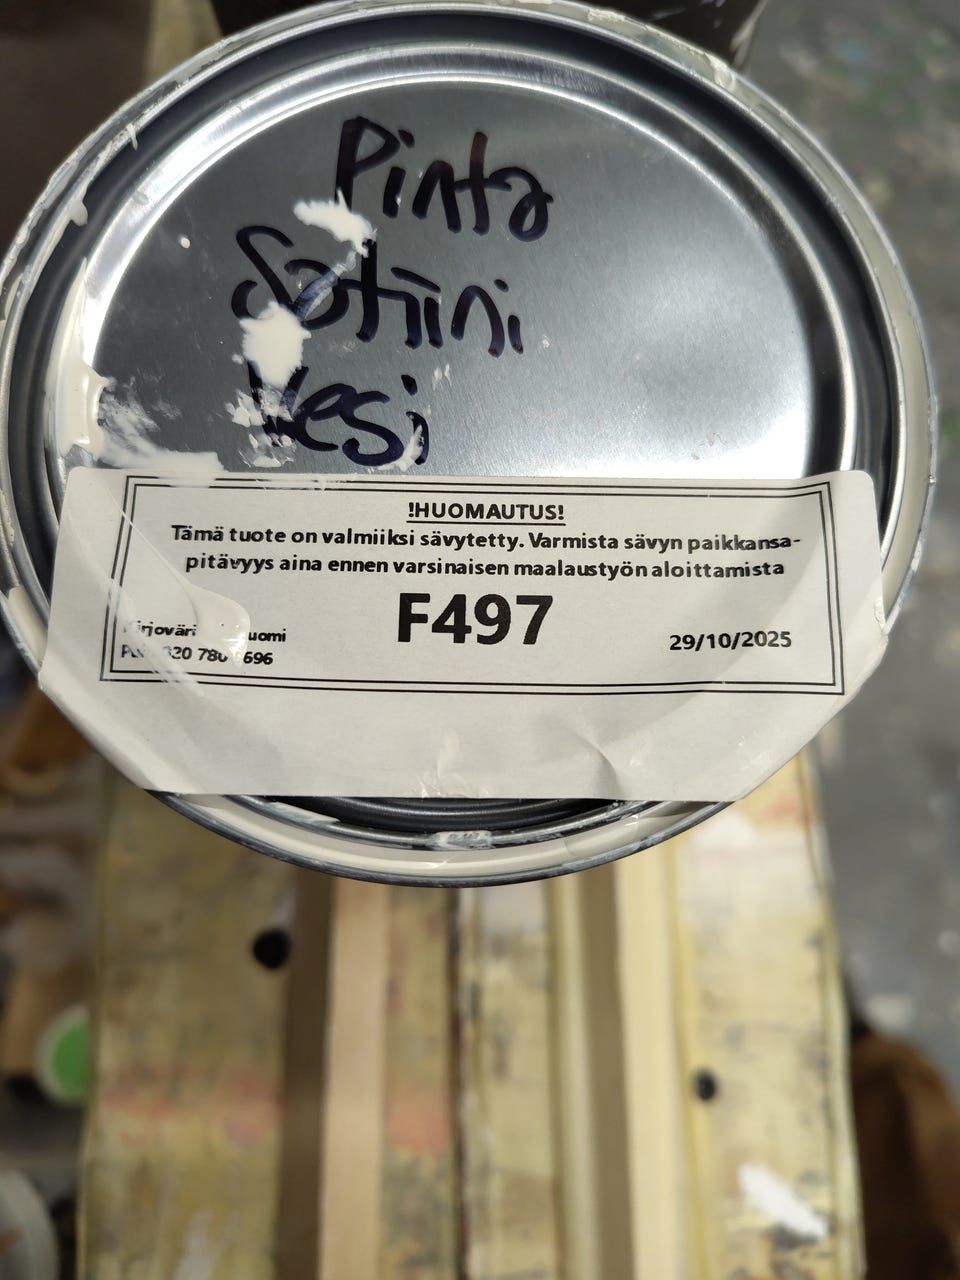 Pinta
Satiini
Vesi
!HUOMAUTUS!
Tämä tuote on valmiiksi sävytetty. Varmista sävyn paikkansa-
pitävyys aina ennen varsinaisen maalaustyön aloittamista
F497
29/10/2025